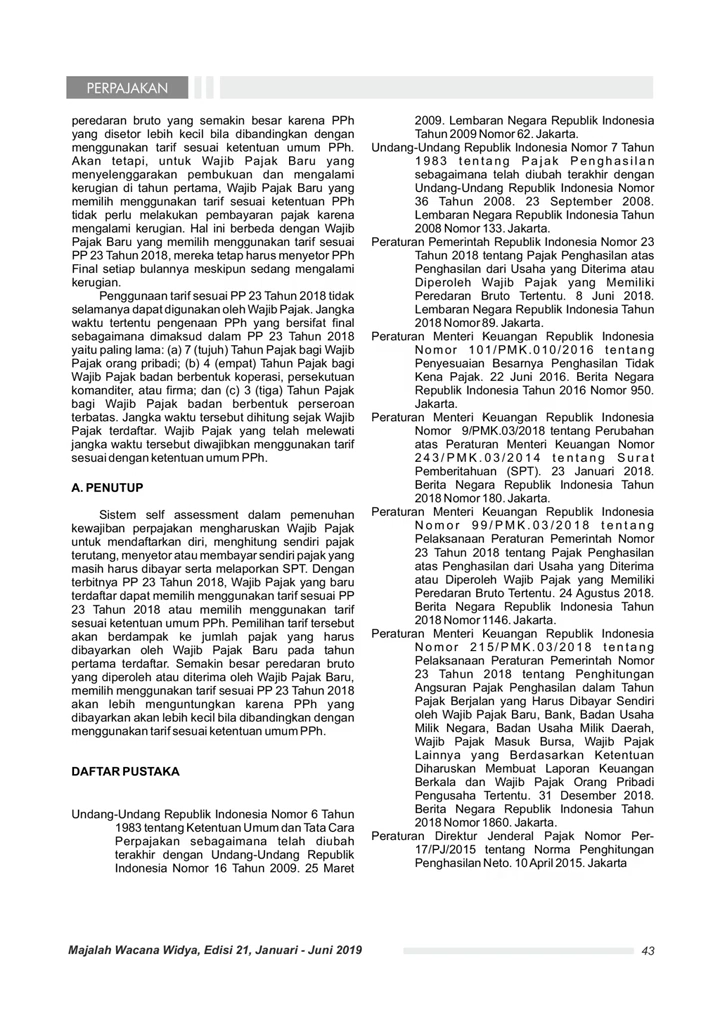 PERPAJAKAN
peredaran bruto yang semakin besar karena PPh
yang disetor lebih kecil bila dibandingkan dengan
menggunakan tarif sesuai ketentuan umum PPh.
Akan tetapi, untuk Wajib Pajak Baru yang
menyelenggarakan pembukuan dan mengalami
kerugian di tahun pertama, Wajib Pajak Baru yang
memilih menggunakan tarif sesuai ketentuan PPh
tidak perlu melakukan pembayaran pajak karena
mengalami kerugian. Hal ini berbeda dengan Wajib
Pajak Baru yang memilih menggunakan tarif sesuai
PP 23 Tahun 2018, mereka tetap harus menyetor PPh
Final setiap bulannya meskipun sedang mengalami
kerugian.
Penggunaan tarif sesuai PP 23 Tahun 2018 tidak
selamanya dapat digunakan oleh Wajib Pajak. Jangka
waktu tertentu pengenaan PPh yang bersifat final
sebagaimana dimaksud dalam PP 23 Tahun 2018
yaitu paling lama: (a) 7 (tujuh) Tahun Pajak bagi Wajib
Pajak orang pribadi; (b) 4 (empat) Tahun Pajak bagi
Wajib Pajak badan berbentuk koperasi, persekutuan
komanditer, atau firma; dan (c) 3 (tiga) Tahun Pajak
bagi Wajib Pajak badan berbentuk perseroan
terbatas. Jangka waktu tersebut dihitung sejak Wajib
Pajak terdaftar. Wajib Pajak yang telah melewati
jangka waktu tersebut diwajibkan menggunakan tarif
sesuai dengan ketentuan umum PPh.
A. PENUTUP
Sistem self assessment dalam pemenuhan
kewajiban perpajakan mengharuskan Wajib Pajak
untuk mendaftarkan diri, menghitung sendiri pajak
terutang, menyetor atau membayar sendiri pajak yang
masih harus dibayar serta melaporkan SPT. Dengan
terbitnya PP 23 Tahun 2018, Wajib Pajak yang baru
terdaftar dapat memilih menggunakan tarif sesuai PP
23 Tahun 2018 atau memilih menggunakan tarif
sesuai ketentuan umum PPh. Pemilihan tarif tersebut
akan berdampak ke jumlah pajak yang harus
dibayarkan oleh Wajib Pajak Baru pada tahun
pertama terdaftar. Semakin besar peredaran bruto
yang diperoleh atau diterima oleh Wajib Pajak Baru,
memilih menggunakan tarif sesuai PP 23 Tahun 2018
akan lebih menguntungkan karena PPh yang
dibayarkan akan lebih kecil bila dibandingkan dengan
menggunakan tarif sesuai ketentuan umum PPh.
DAFTAR PUSTAKA
Undang-Undang Republik Indonesia Nomor 6 Tahun
1983 tentang Ketentuan Umum dan Tata Cara
Perpajakan sebagaimana telah diubah
terakhir dengan Undang-Undang Republik
Indonesia Nomor 16 Tahun 2009. 25 Maret
2009. Lembaran Negara Republik Indonesia
Tahun 2009 Nomor 62. Jakarta.
Undang-Undang Republik Indonesia Nomor 7 Tahun
1983 tentang Pajak Penghasilan
sebagaimana telah diubah terakhir dengan
Undang-Undang Republik Indonesia Nomor
36 Tahun 2008. 23 September 2008.
Lembaran Negara Republik Indonesia Tahun
2008 Nomor 133. Jakarta.
Peraturan Pemerintah Republik Indonesia Nomor 23
Tahun 2018 tentang Pajak Penghasilan atas
Penghasilan dari Usaha yang Diterima atau
Diperoleh Wajib Pajak yang Memiliki
Peredaran Bruto Tertentu. 8 Juni 2018.
Lembaran Negara Republik Indonesia Tahun
2018 Nomor 89. Jakarta.
Peraturan Menteri Keuangan Republik Indonesia
Nomor 101/PMK.010/2016 tentang
Penyesuaian Besarnya Penghasilan Tidak
Kena Pajak. 22 Juni 2016. Berita Negara
Republik Indonesia Tahun 2016 Nomor 950.
Jakarta.
Peraturan Menteri Keuangan Republik Indonesia
Nomor 9/PMK.03/2018 tentang Perubahan
atas Peraturan Menteri Keuangan Nomor
243/PMK.03/2014 tentang Surat
Pemberitahuan (SPT). 23 Januari 2018.
Berita Negara Republik Indonesia Tahun
2018 Nomor 180. Jakarta.
Peraturan Menteri Keuangan Republik Indonesia
Nomor 99/PMK.03/2018 tentang
Pelaksanaan Peraturan Pemerintah Nomor
23 Tahun 2018 tentang Pajak Penghasilan
atas Penghasilan dari Usaha yang Diterima
atau Diperoleh Wajib Pajak yang Memiliki
Peredaran Bruto Tertentu. 24 Agustus 2018.
Berita Negara Republik Indonesia Tahun
2018 Nomor 1146. Jakarta.
Peraturan Menteri Keuangan Republik Indonesia
Nomor 215/PMK.03/2018 tentang
Pelaksanaan Peraturan Pemerintah Nomor
23 Tahun 2018 tentang Penghitungan
Angsuran Pajak Penghasilan dalam Tahun
Pajak Berjalan yang Harus Dibayar Sendiri
oleh Wajib Pajak Baru, Bank, Badan Usaha
Milik Negara, Badan Usaha Milik Daerah,
Wajib Pajak Masuk Bursa, Wajib Pajak
Lainnya yang Berdasarkan Ketentuan
Diharuskan Membuat Laporan Keuangan
Berkala dan Wajib Pajak Orang Pribadi
Pengusaha Tertentu. 31 Desember 2018.
Berita Negara Republik Indonesia Tahun
2018 Nomor 1860. Jakarta.
Peraturan Direktur Jenderal Pajak Nomor Per-
17/PJ/2015 tentang Norma Penghitungan
Penghasilan Neto. 10 April 2015. Jakarta
Majalah Wacana Widya, Edisi 21, Januari - Juni 2019
43